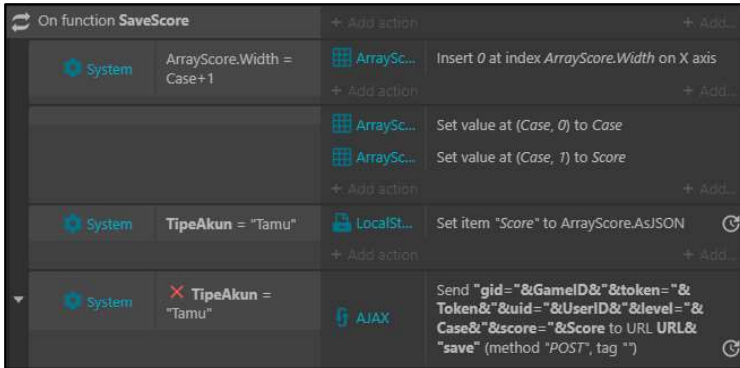 On function SaveScore
+ Add action
+ Add...
System
ArrayScore.Width =
Case+1
ArraySc...
Insert 0 at index ArrayScore.Width on X axis
+ Add action
+ Add...
ArraySc...
Set value at (Case, 0) to Case
ArraySc...
Set value at (Case, 1) to Score
+ Add action
+ Add...
System
TipeAkun = "Tamu"
LocalSt...
Set item "Score" to ArrayScore.AsJSON
+ Add action
+ Add...
System
TipeAkun =
"Tamu"
AJAX
Send "gid="&GameID&"&token="&
Token&"&uid="&UserID&"&level="&
Case&"&score="&Score to URL URL&
"save" (method "POST", tag "")